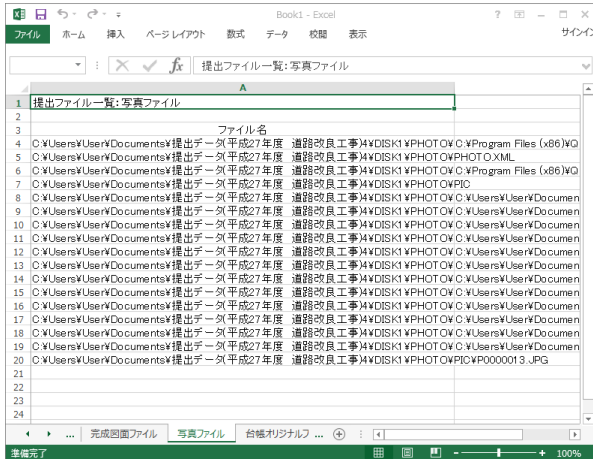 Book1 - Excel
ファイル ホーム 挿入 ページ レイアウト 数式 データ 校閲 表示 サインイン
fx 提出ファイル一覧:写真ファイル
A
1 提出ファイル一覧:写真ファイル
2
3 ファイル名
4 C:¥Users¥User¥Documents¥提出データ(平成27年度 道路改良工事)4¥DISK1¥PHOTO¥C:¥Program Files (x86)¥Q
5 C:¥Users¥User¥Documents¥提出データ(平成27年度 道路改良工事)4¥DISK1¥PHOTO¥PHOTO.XML
6 C:¥Users¥User¥Documents¥提出データ(平成27年度 道路改良工事)4¥DISK1¥PHOTO¥C:¥Program Files (x86)¥Q
7 C:¥Users¥User¥Documents¥提出データ(平成27年度 道路改良工事)4¥DISK1¥PHOTO¥PIC
8 C:¥Users¥User¥Documents¥提出データ(平成27年度 道路改良工事)4¥DISK1¥PHOTO¥C:¥Users¥User¥Documen
9 C:¥Users¥User¥Documents¥提出データ(平成27年度 道路改良工事)4¥DISK1¥PHOTO¥C:¥Users¥User¥Documen
10 C:¥Users¥User¥Documents¥提出データ(平成27年度 道路改良工事)4¥DISK1¥PHOTO¥C:¥Users¥User¥Documen
11 C:¥Users¥User¥Documents¥提出データ(平成27年度 道路改良工事)4¥DISK1¥PHOTO¥C:¥Users¥User¥Documen
12 C:¥Users¥User¥Documents¥提出データ(平成27年度 道路改良工事)4¥DISK1¥PHOTO¥C:¥Users¥User¥Documen
13 C:¥Users¥User¥Documents¥提出データ(平成27年度 道路改良工事)4¥DISK1¥PHOTO¥C:¥Users¥User¥Documen
14 C:¥Users¥User¥Documents¥提出データ(平成27年度 道路改良工事)4¥DISK1¥PHOTO¥C:¥Users¥User¥Documen
15 C:¥Users¥User¥Documents¥提出データ(平成27年度 道路改良工事)4¥DISK1¥PHOTO¥C:¥Users¥User¥Documen
16 C:¥Users¥User¥Documents¥提出データ(平成27年度 道路改良工事)4¥DISK1¥PHOTO¥C:¥Users¥User¥Documen
17 C:¥Users¥User¥Documents¥提出データ(平成27年度 道路改良工事)4¥DISK1¥PHOTO¥C:¥Users¥User¥Documen
18 C:¥Users¥User¥Documents¥提出データ(平成27年度 道路改良工事)4¥DISK1¥PHOTO¥C:¥Users¥User¥Documen
19 C:¥Users¥User¥Documents¥提出データ(平成27年度 道路改良工事)4¥DISK1¥PHOTO¥C:¥Users¥User¥Documen
20 C:¥Users¥User¥Documents¥提出データ(平成27年度 道路改良工事)4¥DISK1¥PHOTO¥PIC¥P0000013.JPG
21
22
23
24
... 完成図面ファイル 写真ファイル 台帳オリジナルフ ...
準備完了 100%